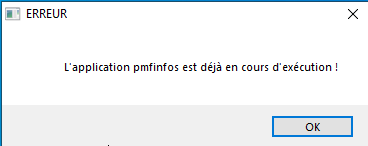 ERREUR
L'application pmfinfos est déjà en cours d'exécution !
OK